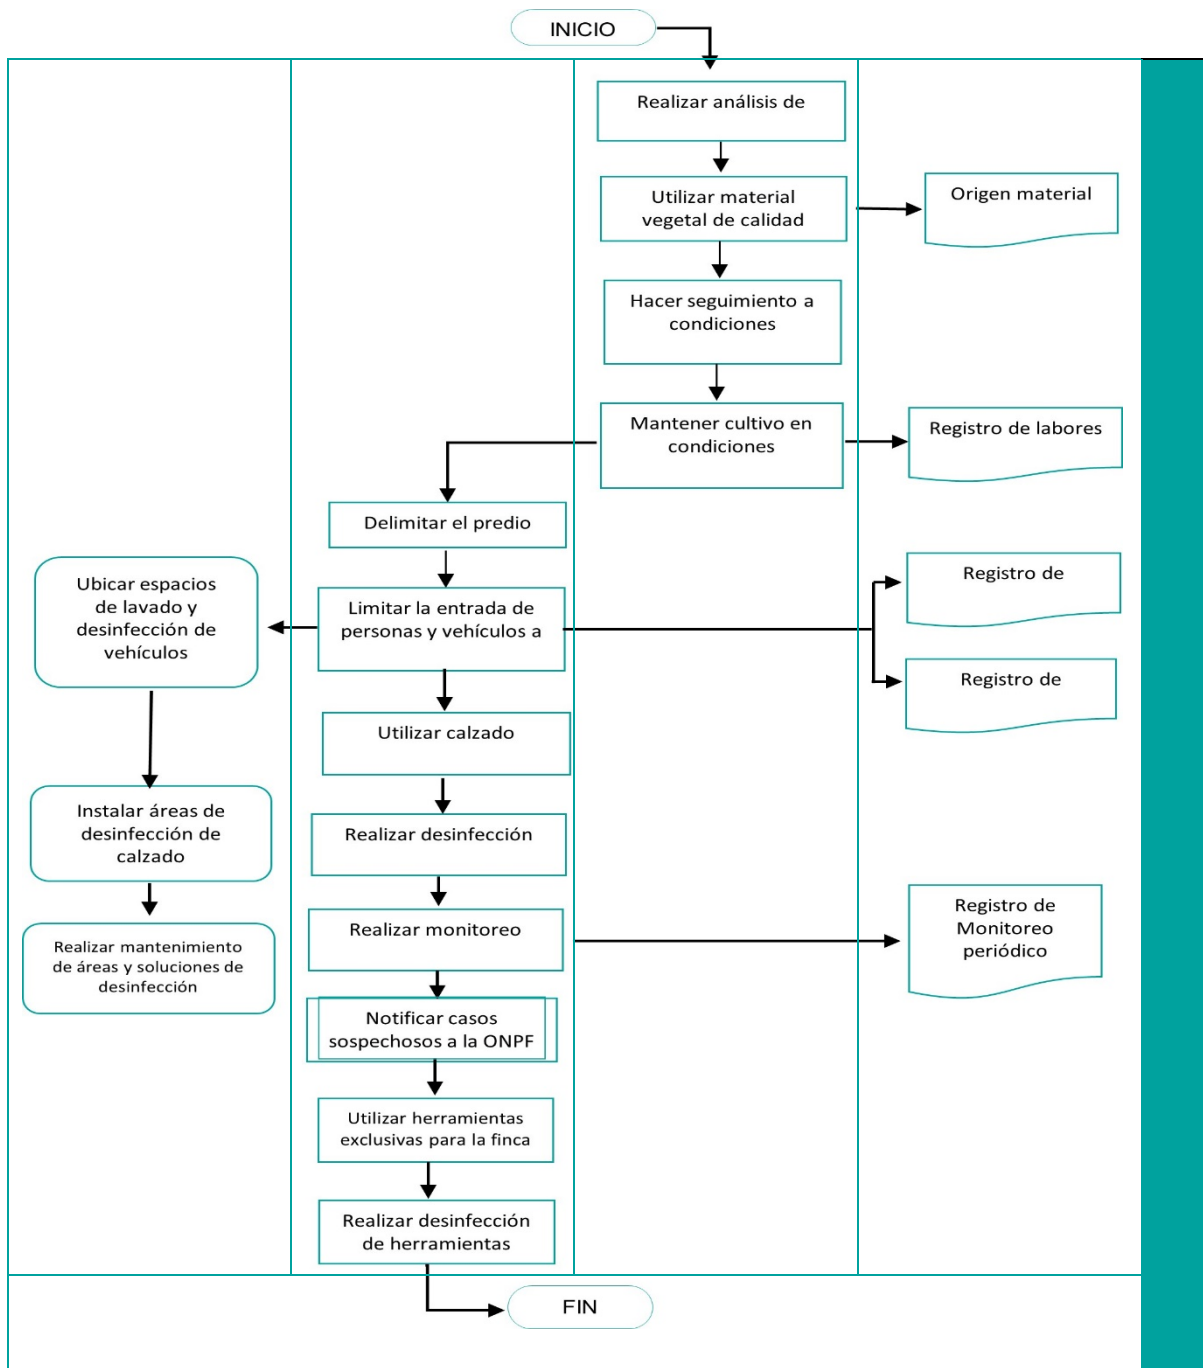 INICIO
Realizar análisis de
Utilizar material
vegetal de calidad
Origen material
Hacer seguimiento a
condiciones
Mantener cultivo en
condiciones
Registro de labores
Delimitar el predio
Limitar la entrada de
personas y vehículos a
Registro de
Registro de
Ubicar espacios
de lavado y
desinfección de
vehículos
Utilizar calzado
Instalar áreas de
desinfección de
calzado
Realizar desinfección
Realizar mantenimiento
de áreas y soluciones de
desinfección
Realizar monitoreo
Registro de
Monitoreo
periódico
Notificar casos
sospechosos a la ONPF
Utilizar herramientas
exclusivas para la finca
Realizar desinfección
de herramientas
FIN